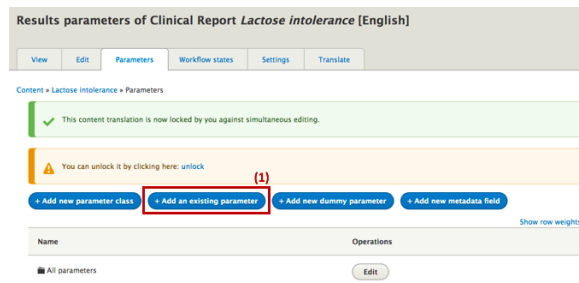 Results parameters of Clinical Report Lactose intolerance [English]
View Edit Parameters Workflow states Settings Translate
Content » Lactose intolerance » Parameters
This content translation is now locked by you against simultaneous editing.
You can unlock it by clicking here: unlock
(1)
+ Add new parameter class + Add an existing parameter + Add new dummy parameter + Add new metadata field
Show row weights
Name Operations
All parameters Edit